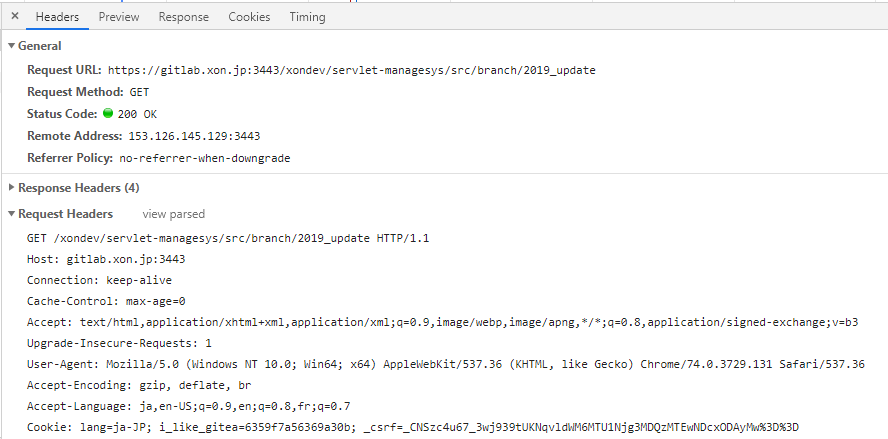 × Headers Preview Response Cookies Timing
▼ General
Request URL: https://gitlab.xon.jp:3443/xondev/servlet-managesys/src/branch/2019_update
Request Method: GET
Status Code: 200 OK
Remote Address: 153.126.145.129:3443
Referrer Policy: no-referrer-when-downgrade
▶ Response Headers (4)
▼ Request Headers view parsed
GET /xondev/servlet-managesys/src/branch/2019_update HTTP/1.1
Host: gitlab.xon.jp:3443
Connection: keep-alive
Cache-Control: max-age=0
Accept: text/html,application/xhtml+xml,application/xml;q=0.9,image/webp,image/apng,*/*;q=0.8,application/signed-exchange;v=b3
Upgrade-Insecure-Requests: 1
User-Agent: Mozilla/5.0 (Windows NT 10.0; Win64; x64) AppleWebKit/537.36 (KHTML, like Gecko) Chrome/74.0.3729.131 Safari/537.36
Accept-Encoding: gzip, deflate, br
Accept-Language: ja,en-US;q=0.9,en;q=0.8,fr;q=0.7
Cookie: lang=ja-JP; i_like_gitea=6359f7a56369a30b; _csrf=_CNSzc4u67_3wj939tUKNqvldWM6MTU1Njg3MDQzMTEwNDcxODAyMw%3D%3D